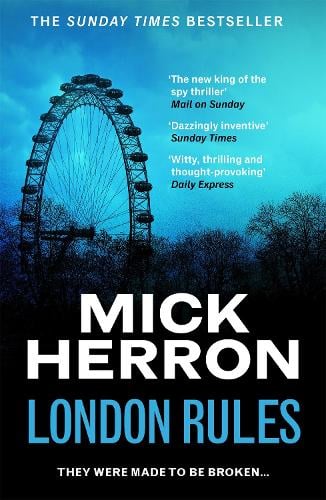 THE SUNDAY TIMES BESTSELLER
‘The new king of the
spy thriller’
Mail on Sunday
‘Dazzingly inventive’
Sunday Times
‘Witty, thrilling and
thought-provoking’
Daily Express
MICK
HERRON
LONDON RULES
THEY WERE MADE TO BE BROKEN...